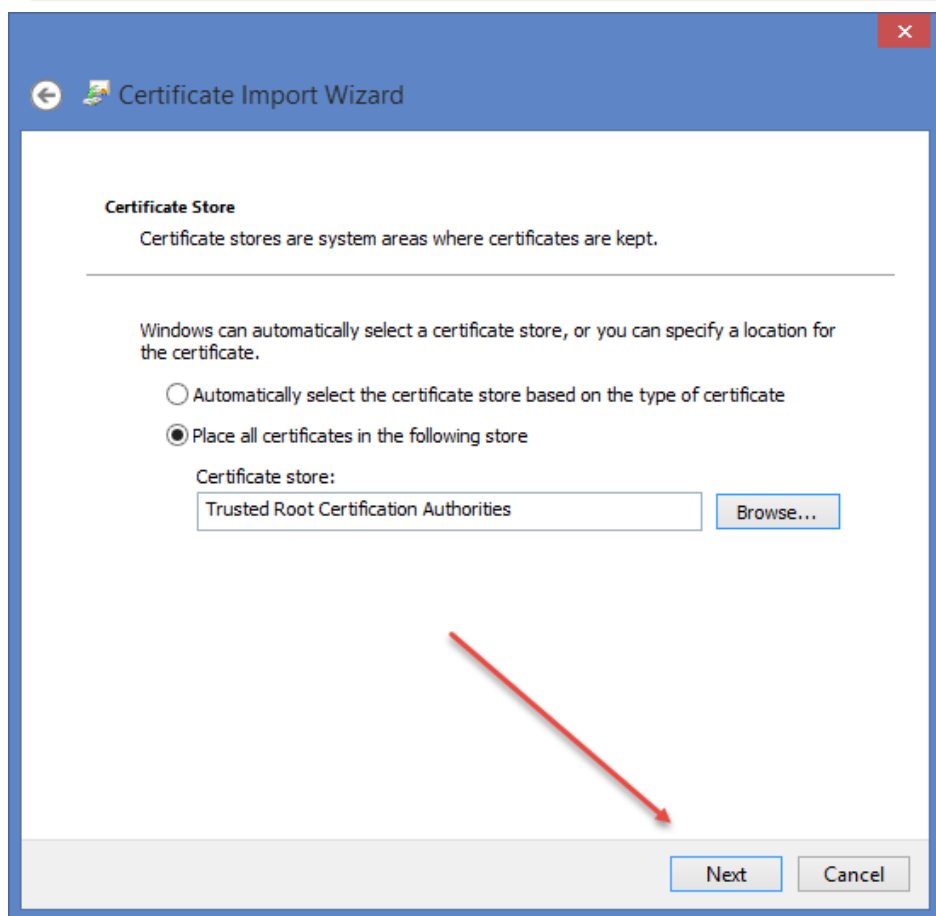 Certificate Import Wizard
Certificate Store
Certificate stores are system areas where certificates are kept.
Windows can automatically select a certificate store, or you can specify a location for
the certificate.
Automatically select the certificate store based on the type of certificate
Place all certificates in the following store
Certificate store:
Trusted Root Certification Authorities
Browse...
Next
Cancel